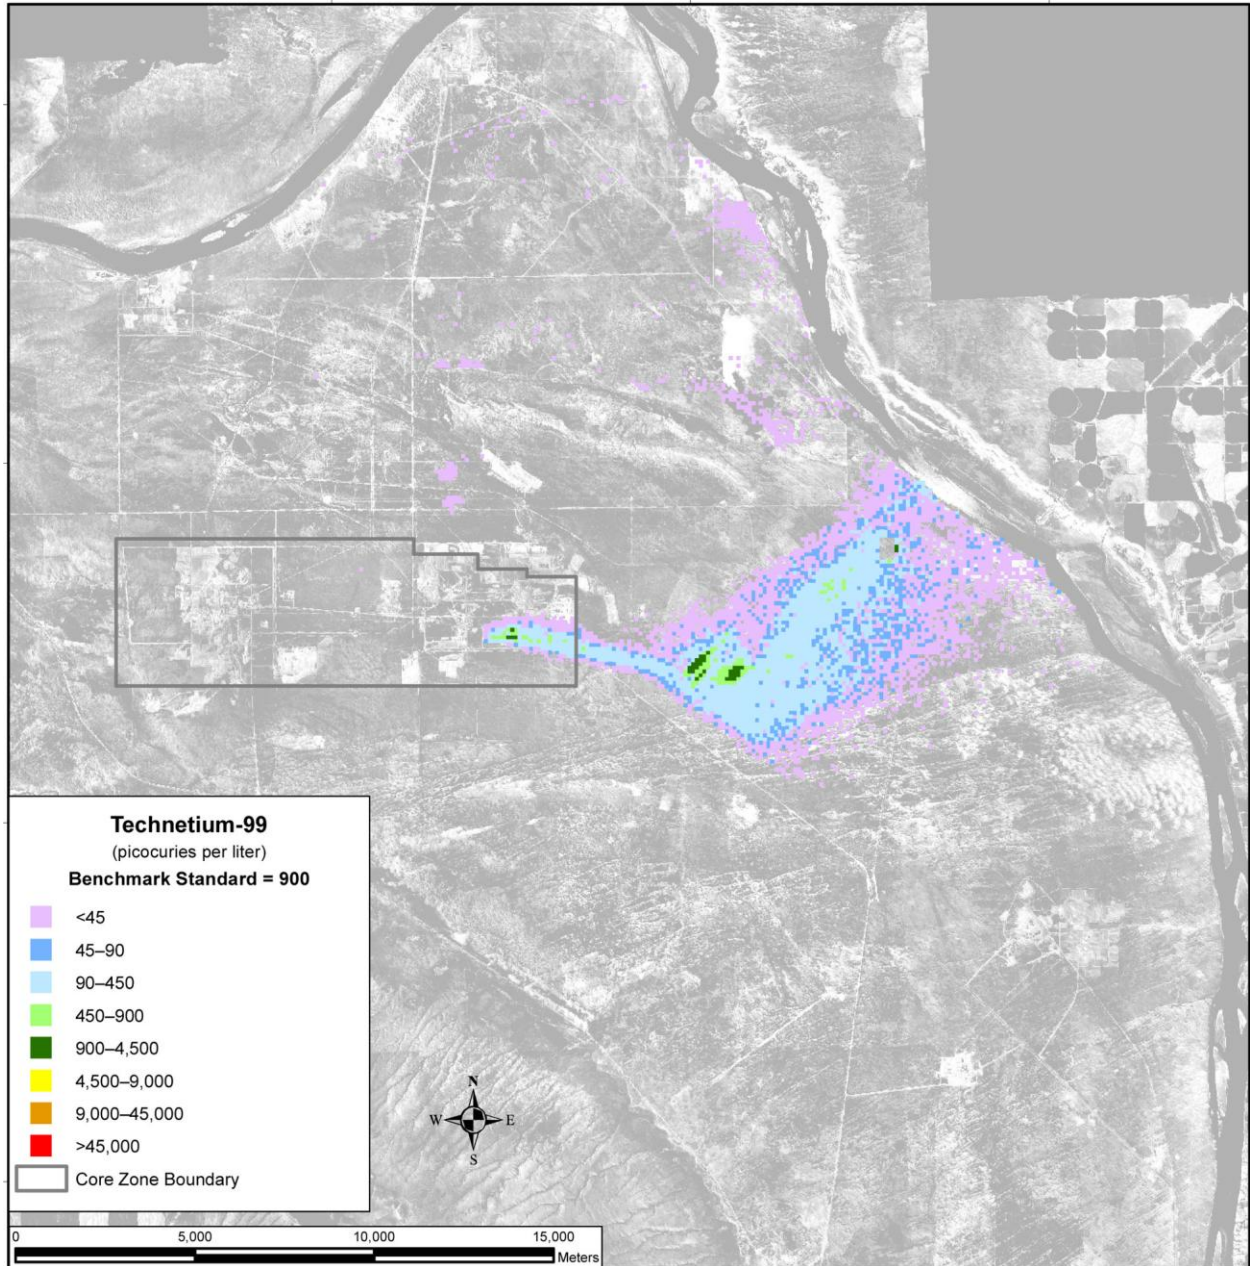 Technetium-99
(picocuries per liter)
Benchmark Standard = 900
<45
45–90
90–450
450–900
900–4,500
4,500–9,000
9,000–45,000
>45,000
Core Zone Boundary
N
W E
S
0 5,000 10,000 15,000
Meters